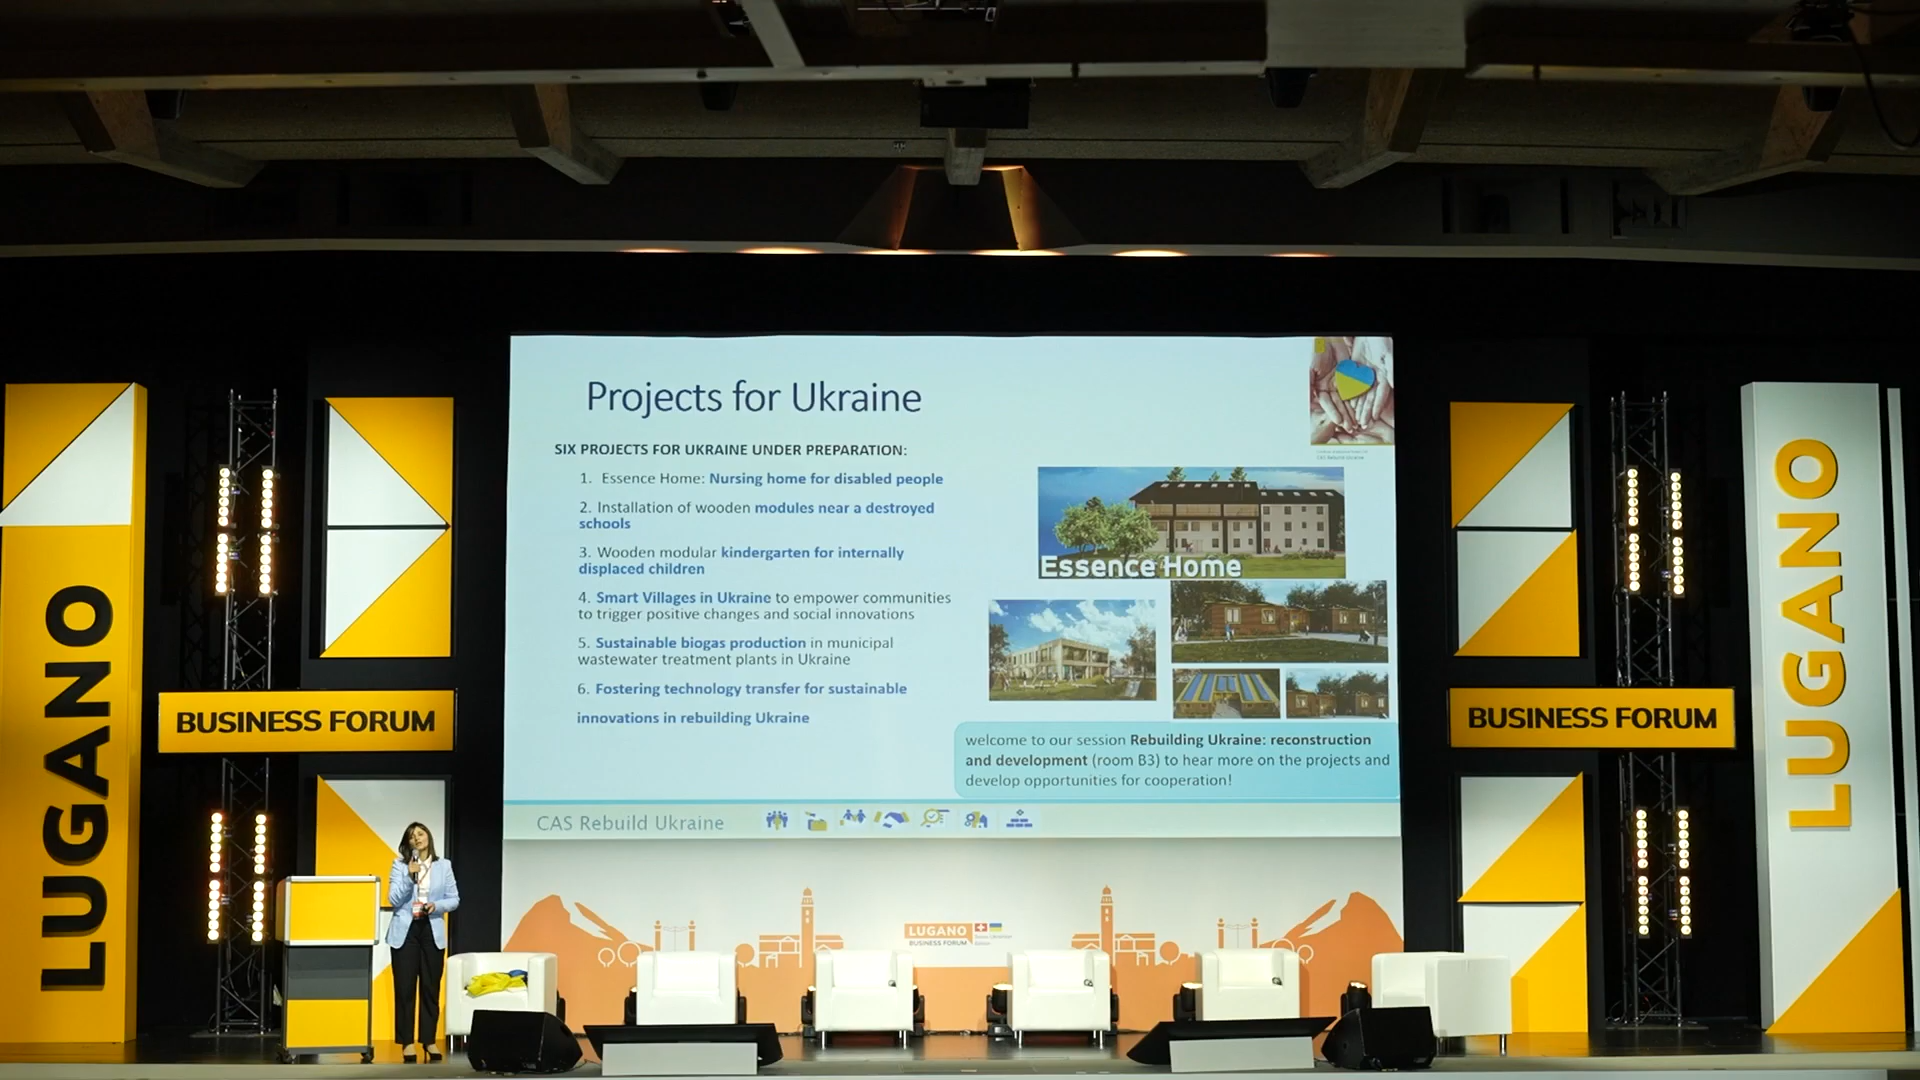 Projects for Ukraine
SIX PROJECTS FOR UKRAINE UNDER PREPARATION:
1. Essence Home: Nursing home for disabled people
2. Installation of wooden modules near a destroyed
schools
3. Wooden modular kindergarten for internally
displaced children
4. Smart Villages in Ukraine to empower communities
to trigger positive changes and social innovations
5. Sustainable biogas production in municipal
wastewater treatment plants in Ukraine
6. Fostering technology transfer for sustainable
innovations in rebuilding Ukraine
Essence Home
welcome to our session Rebuilding Ukraine: reconstruction
and development (room B3) to hear more on the projects and
develop opportunities for cooperation!
CAS Rebuild Ukraine
LUGANO
BUSINESS FORUM
LUGANO
BUSINESS FORUM
BUSINESS FORUM
LUGANO